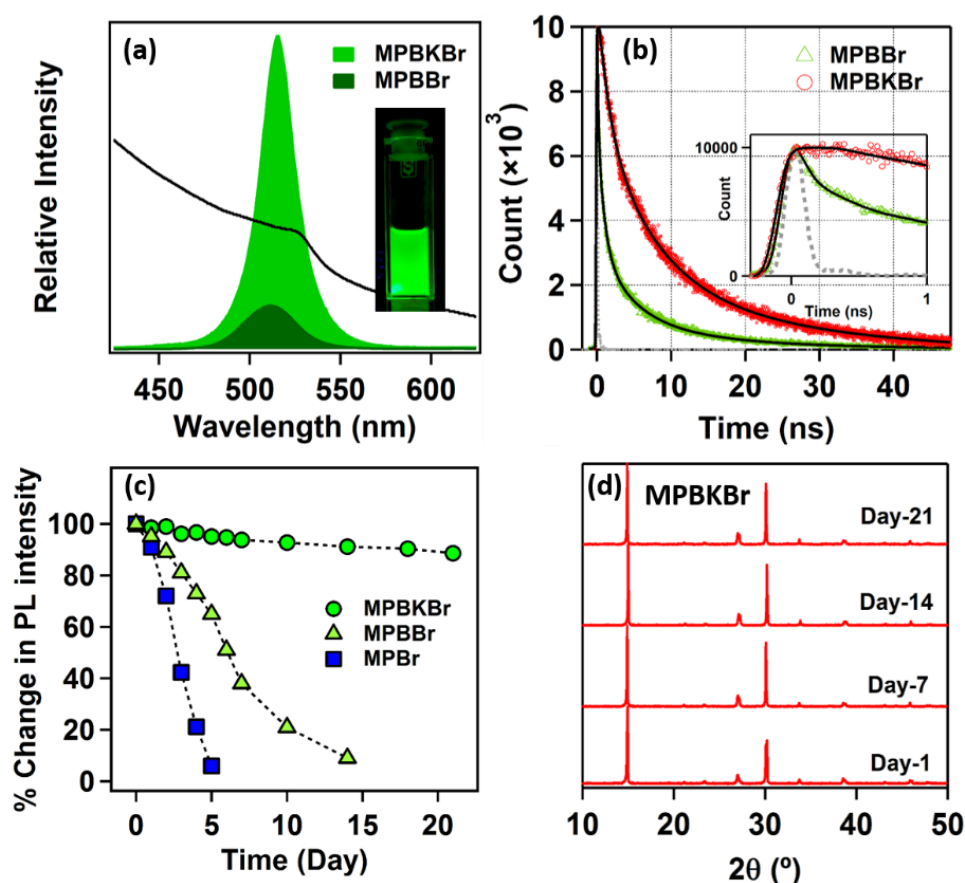 (a)
MPBKBr
MPBBr
Relative Intensity
450 500 550 600
Wavelength (nm)
(b)
MPBBr
MPBKBr
Count (×10³)
10
8
6
4
2
0
0 10 20 30 40
Time (ns)
10000
Count
0
0 1
Time (ns)
(c)
% Change in PL intensity
100
80
60
40
20
0
MPBKBr
MPBBr
MPBr
0 5 10 15 20
Time (Day)
(d)
MPBKBr
Day-21
Day-14
Day-7
Day-1
10 20 30 40 50
2θ (º)